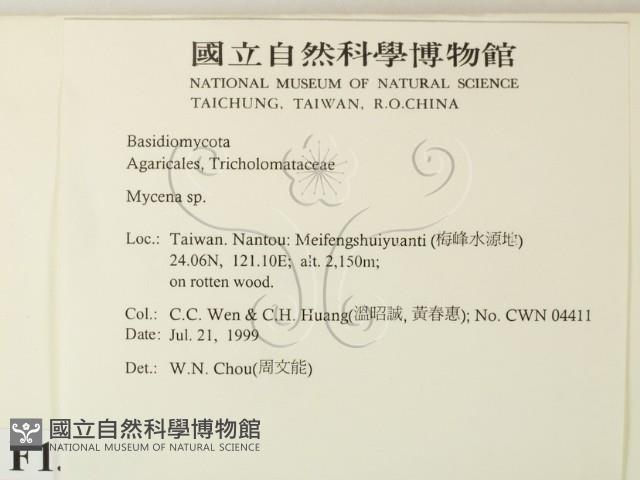 國立自然科學博物館
NATIONAL MUSEUM OF NATURAL SCIENCE
TAICHUNG, TAIWAN, R.O.CHINA
Basidiomycota
Agaricales, Tricholomataceae
Mycena sp.
Loc.: Taiwan. Nantou: Meifengshuiyuanti (梅峰水源地)
24.06N, 121.10E; alt. 2,150m;
on rotten wood.
Col.: C.C. Wen & C.H. Huang(溫昭誠, 黃春惠); No. CWN 04411
Date: Jul. 21, 1999
Det.: W.N. Chou(周文能)
國立自然科學博物館
NATIONAL MUSEUM OF NATURAL SCIENCE
F1.